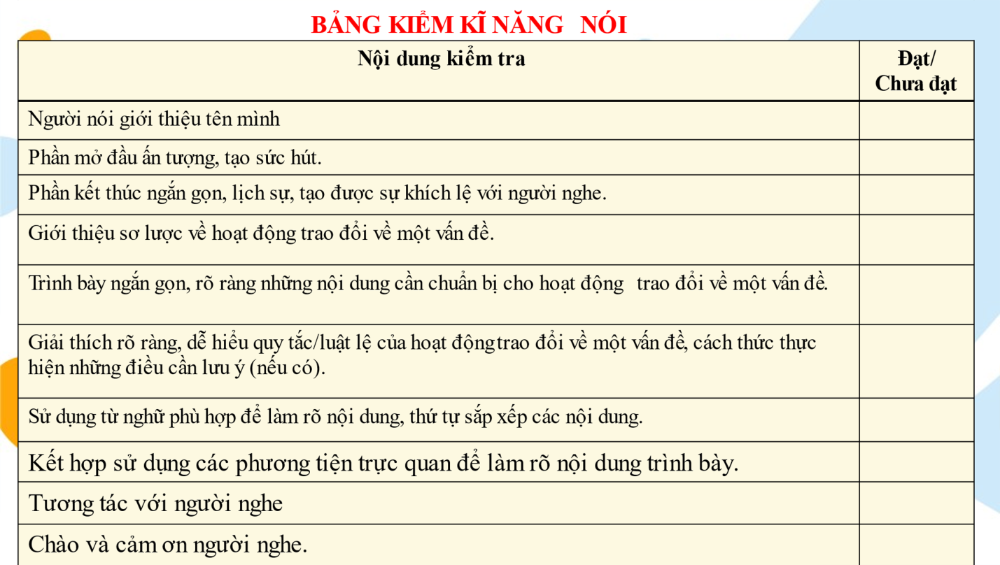 BẢNG KIỂM KĨ NĂNG NÓI
Nội dung kiểm tra
Đạt/
Chưa đạt
Người nói giới thiệu tên mình
Phần mở đầu ấn tượng, tạo sức hút.
Phần kết thúc ngắn gọn, lịch sự, tạo được sự khích lệ với người nghe.
Giới thiệu sơ lược về hoạt động trao đổi về một vấn đề.
Trình bày ngắn gọn, rõ ràng những nội dung cần chuẩn bị cho hoạt động trao đổi về một vấn đề.
Giải thích rõ ràng, dễ hiểu quy tắc/luật lệ của hoạt độngtrao đổi về một vấn đề, cách thức thực
hiện những điều cần lưu ý (nếu có).
Sử dụng từ nghữ phù hợp để làm rõ nội dung, thứ tự sắp xếp các nội dung.
Kết hợp sử dụng các phương tiện trực quan để làm rõ nội dung trình bày.
Tương tác với người nghe
Chào và cảm ơn người nghe.